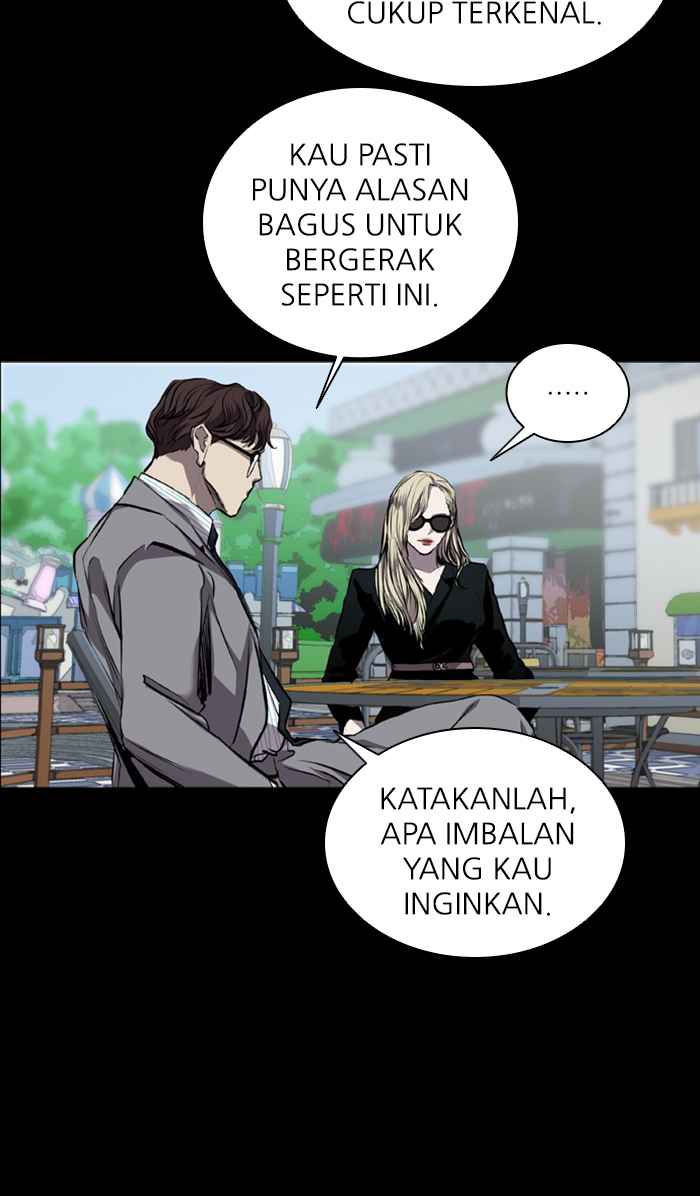 CUKUP TERKENAL.
KAU PASTI
PUNYA ALASAN
BAGUS UNTUK
BERGERAK
SEPERTI INI.
.....
KATAKANLAH,
APA IMBALAN
YANG KAU
INGINKAN.